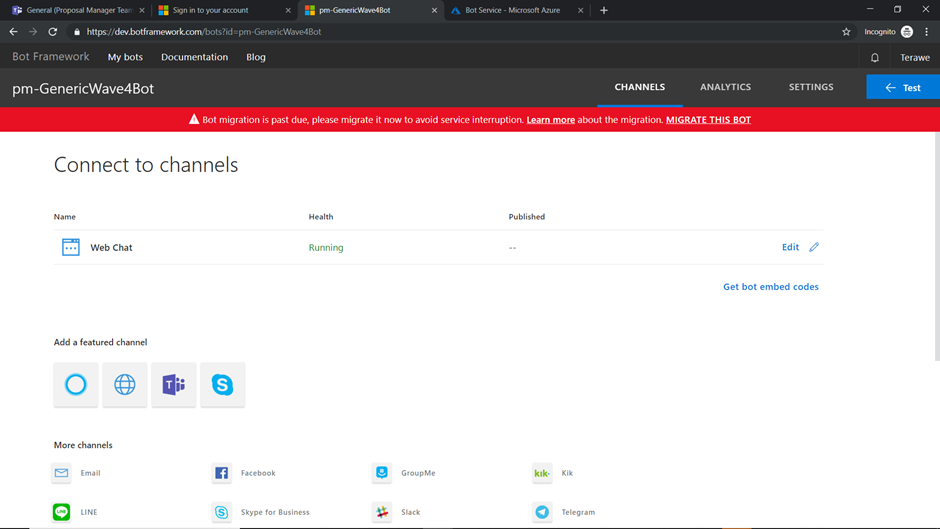 General (Proposal Manager Team
Sign in to your account
pm-GenericWave4Bot
Bot Service - Microsoft Azure
https://dev.botframework.com/bots?id=pm-GenericWave4Bot
Incognito
Bot Framework
My bots
Documentation
Blog
Terawe
pm-GenericWave4Bot
CHANNELS
ANALYTICS
SETTINGS
Test
Bot migration is past due, please migrate it now to avoid service interruption. Learn more about the migration. MIGRATE THIS BOT
Connect to channels
Name Health Published
Web Chat Running -- Edit
Get bot embed codes
Add a featured channel
More channels
Email Facebook GroupMe Kik
LINE Skype for Business Slack Telegram